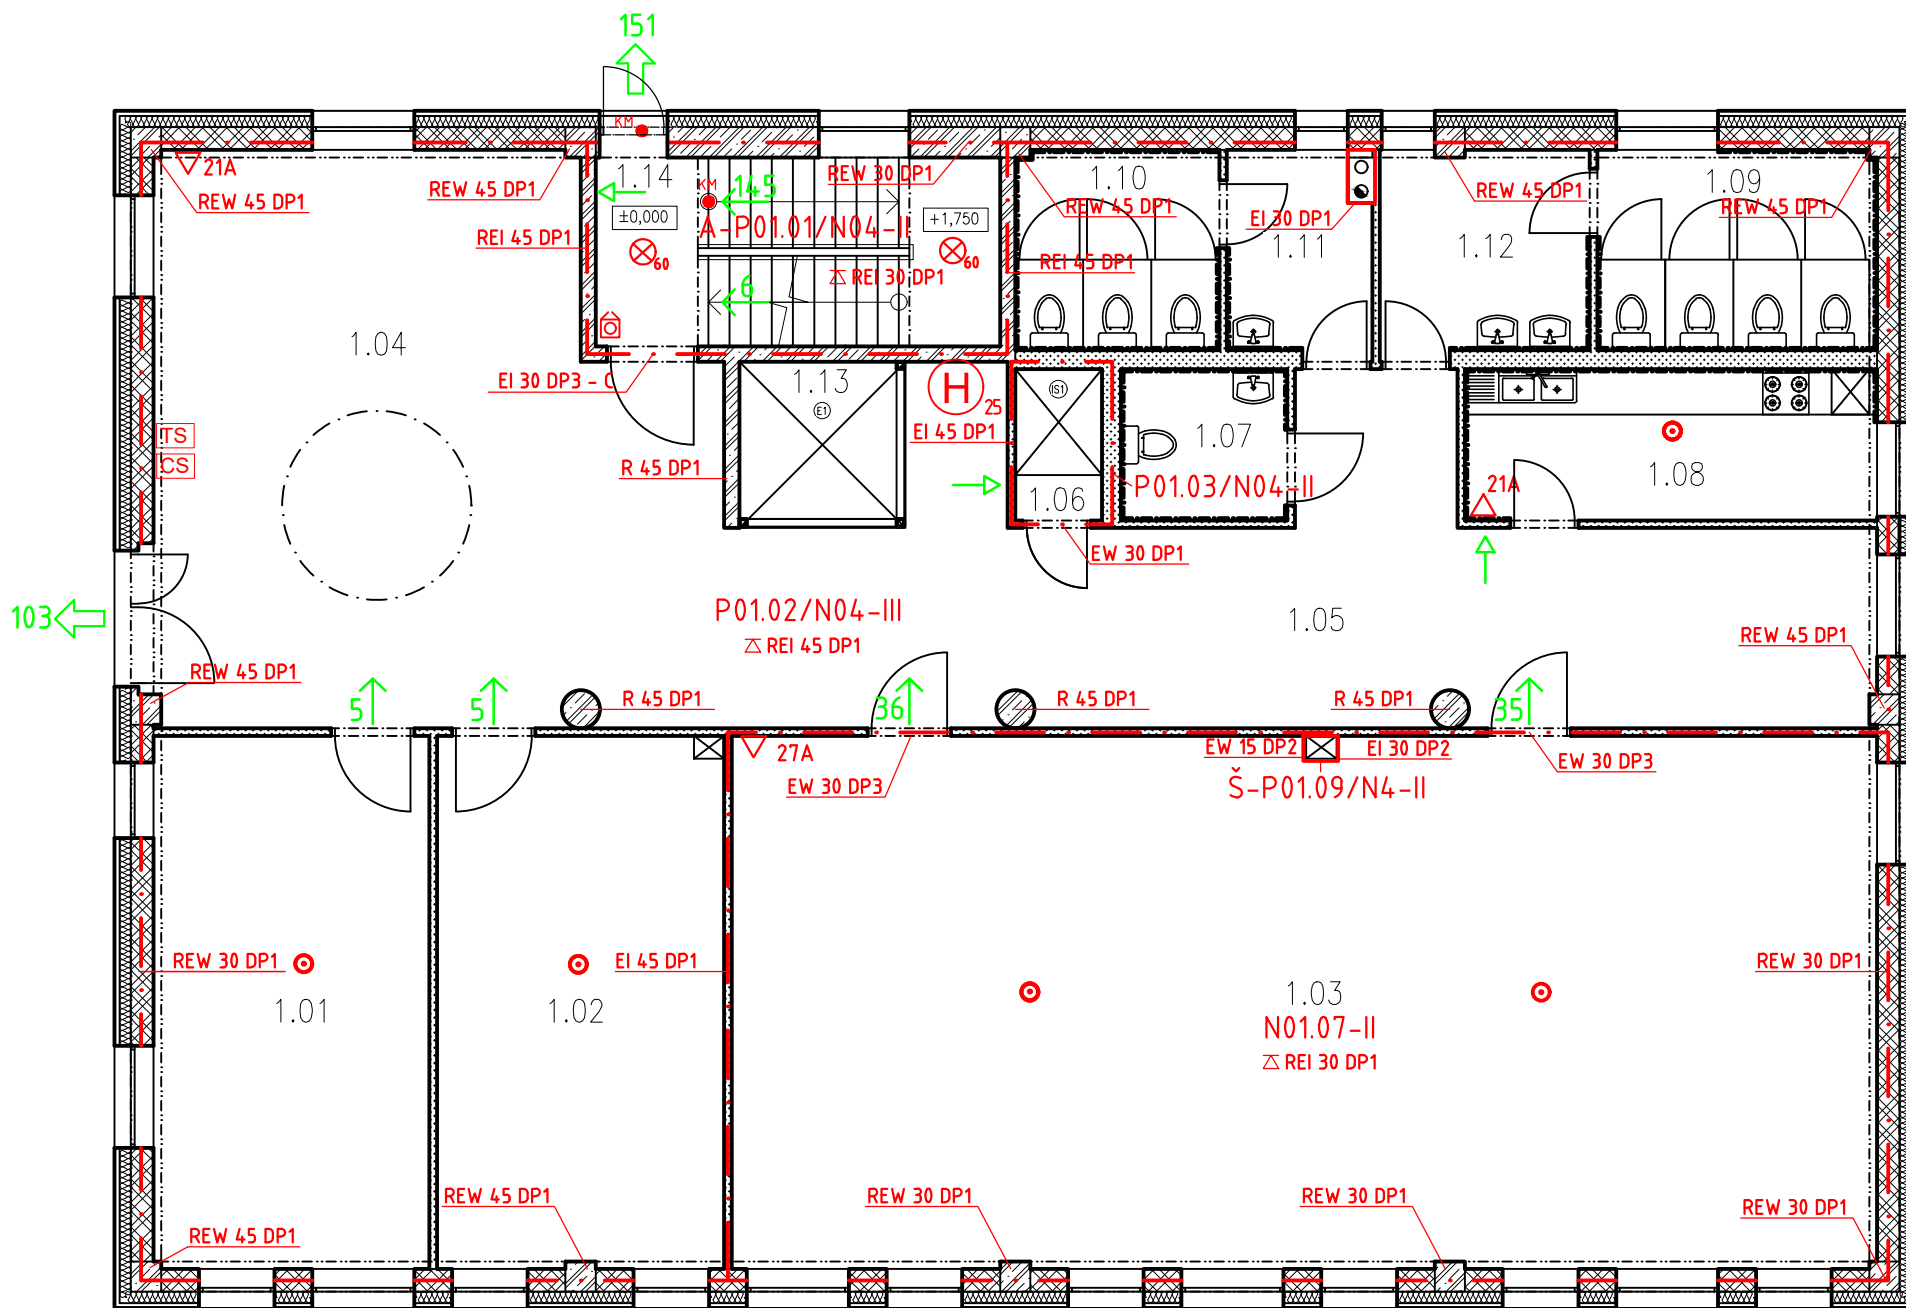 151
KM
21A
REW 45 DP1
REW 45 DP1
1.14
±0,000
REI 45 DP1
60
KM
145
A-P01.01/N04-II
REW 30 DP1
+1,750
60
REI 30 DP1
6
REI 45 DP1
1.10
REW 45 DP1
EI 30 DP1
1.11
1.12
REW 45 DP1
1.09
REW 45 DP1
1.04
EI 30 DP3 - C
1.13
E1
H
25
EI 45 DP1
IS1
1.07
1.08
TS
CS
R 45 DP1
1.06
P01.03/N04-II
21A
EW 30 DP1
103
P01.02/N04-III
REI 45 DP1
1.05
REW 45 DP1
REW 45 DP1
5
5
R 45 DP1
36
R 45 DP1
R 45 DP1
35
27A
EW 30 DP3
EW 15 DP2
EI 30 DP2
EW 30 DP3
Š-P01.09/N4-II
REW 30 DP1
1.01
EI 45 DP1
1.02
1.03
N01.07-II
REI 30 DP1
REW 30 DP1
REW 45 DP1
REW 45 DP1
REW 30 DP1
REW 30 DP1
REW 30 DP1